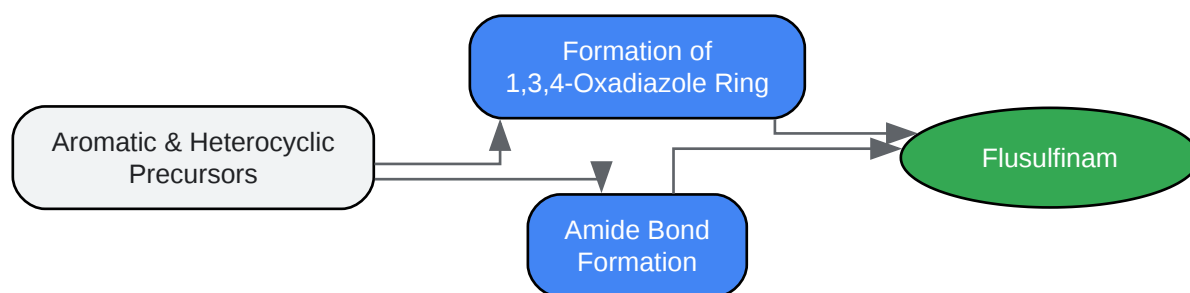 Formation of
1,3,4-Oxadiazole Ring
Aromatic & Heterocyclic
Precursors
Flusulfinam
Amide Bond
Formation